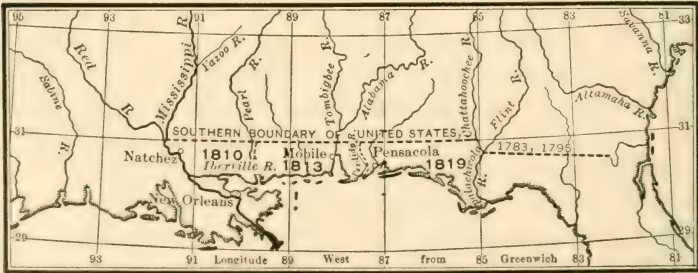 95 93 91 89 87 85 83 81
33
Red R
Mississippi R
Yazoo R.
Pearl R.
Tombigbee R.
Alabama R.
Chattahoochee R.
Flint R.
Savanna R.
Sabine R.
Altamaha R.
31 31
SOUTHERN BOUNDARY OF UNITED STATES,
1783, 1795
Natchez 1810 Mobile Pensacola
Iberville R. 1813 1819
Perdido R.
R.
New Orleans
29 29
93 91 Longitude 89 West 87 from 85 Greenwich 83 81